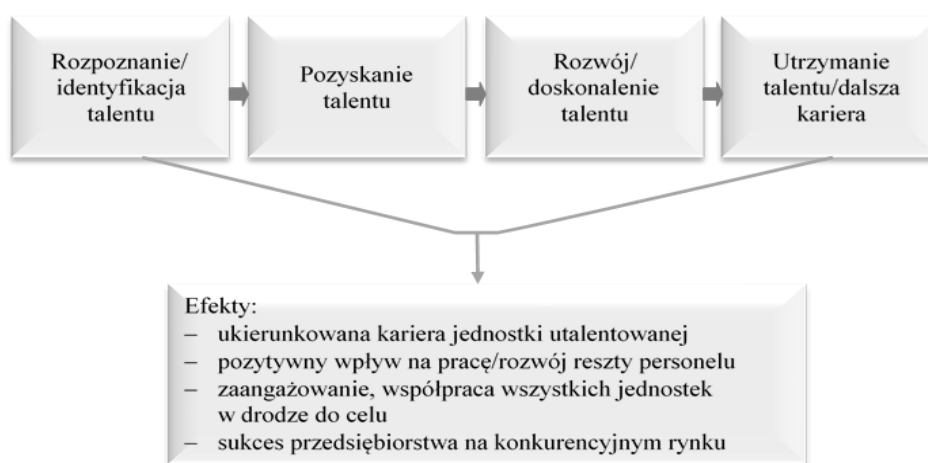 Rozpoznanie/
identyfikacja
talentu
Pozyskanie
talentu
Rozwój/
doskonalenie
talentu
Utrzymanie
talentu/dalsza
kariera
Efekty:
– ukierunkowana kariera jednostki utalentowanej
– pozytywny wpływ na pracę/rozwój reszty personelu
– zaangażowanie, współpraca wszystkich jednostek
w drodze do celu
– sukces przedsiębiorstwa na konkurencyjnym rynku